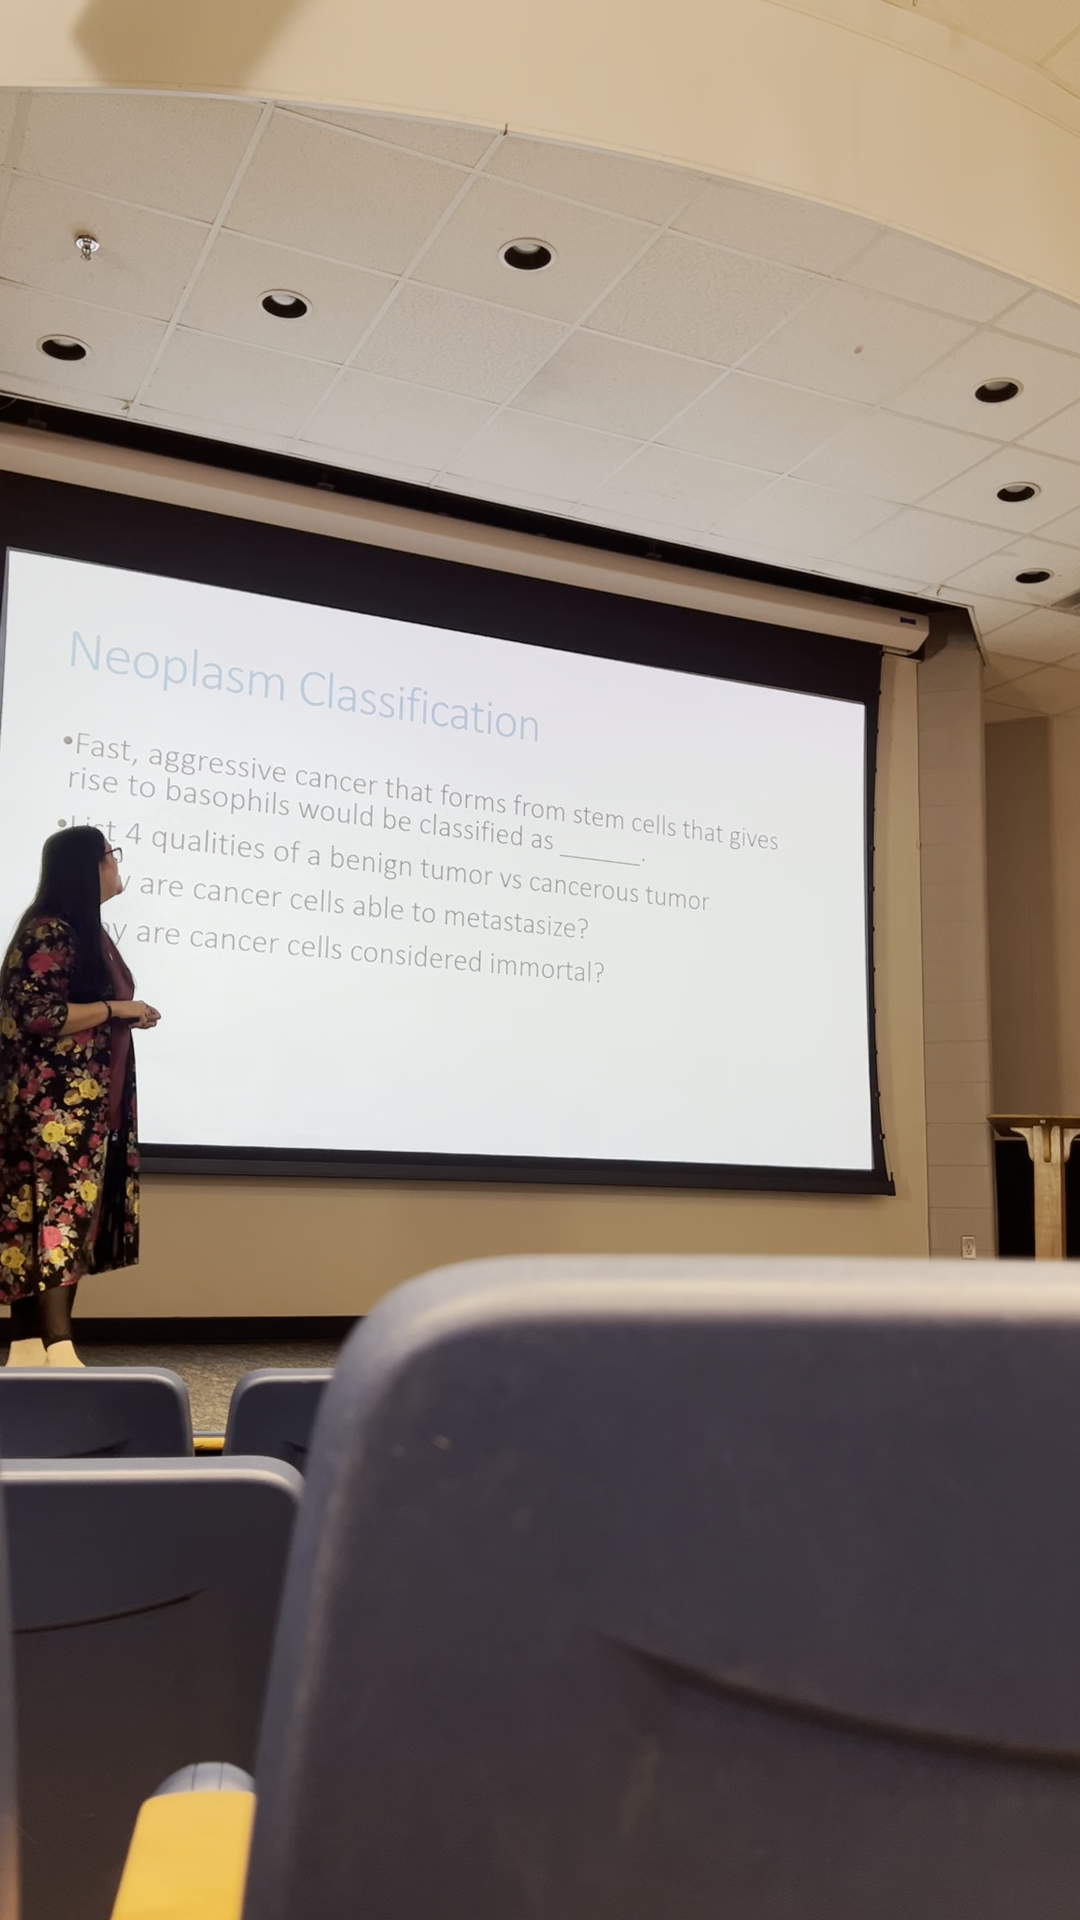 Neoplasm Classification
•Fast, aggressive cancer that forms from stem cells that gives
rise to basophils would be classified as ______.
•List 4 qualities of a benign tumor vs cancerous tumor
are cancer cells able to metastasize?
are cancer cells considered immortal?